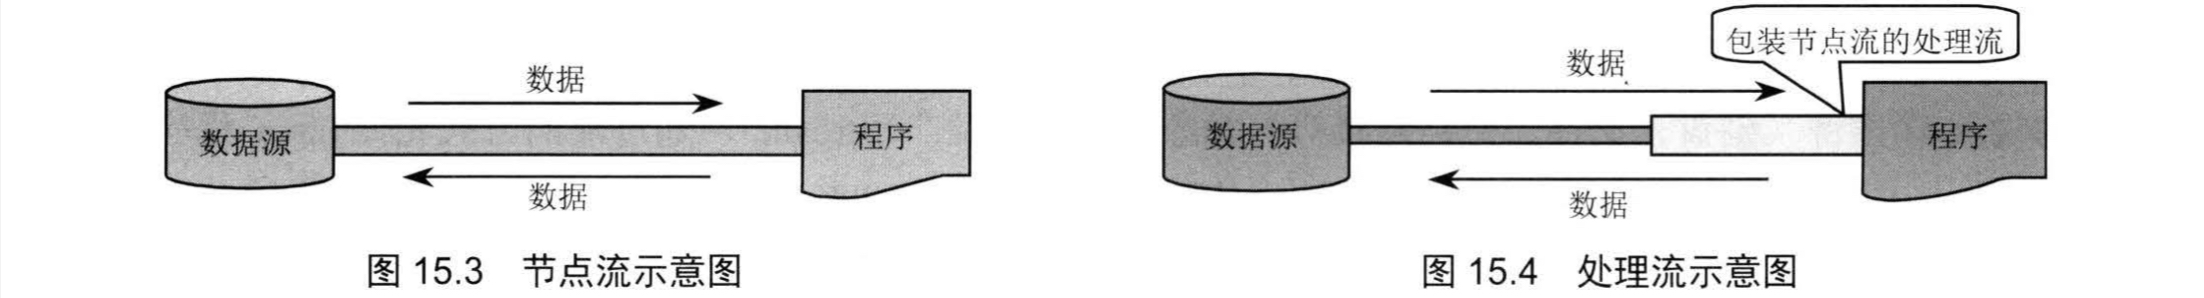 数据
数据源
程序
数据
图 15.3 节点流示意图
包装节点流的处理流
数据
数据源
程序
数据
图 15.4 处理流示意图